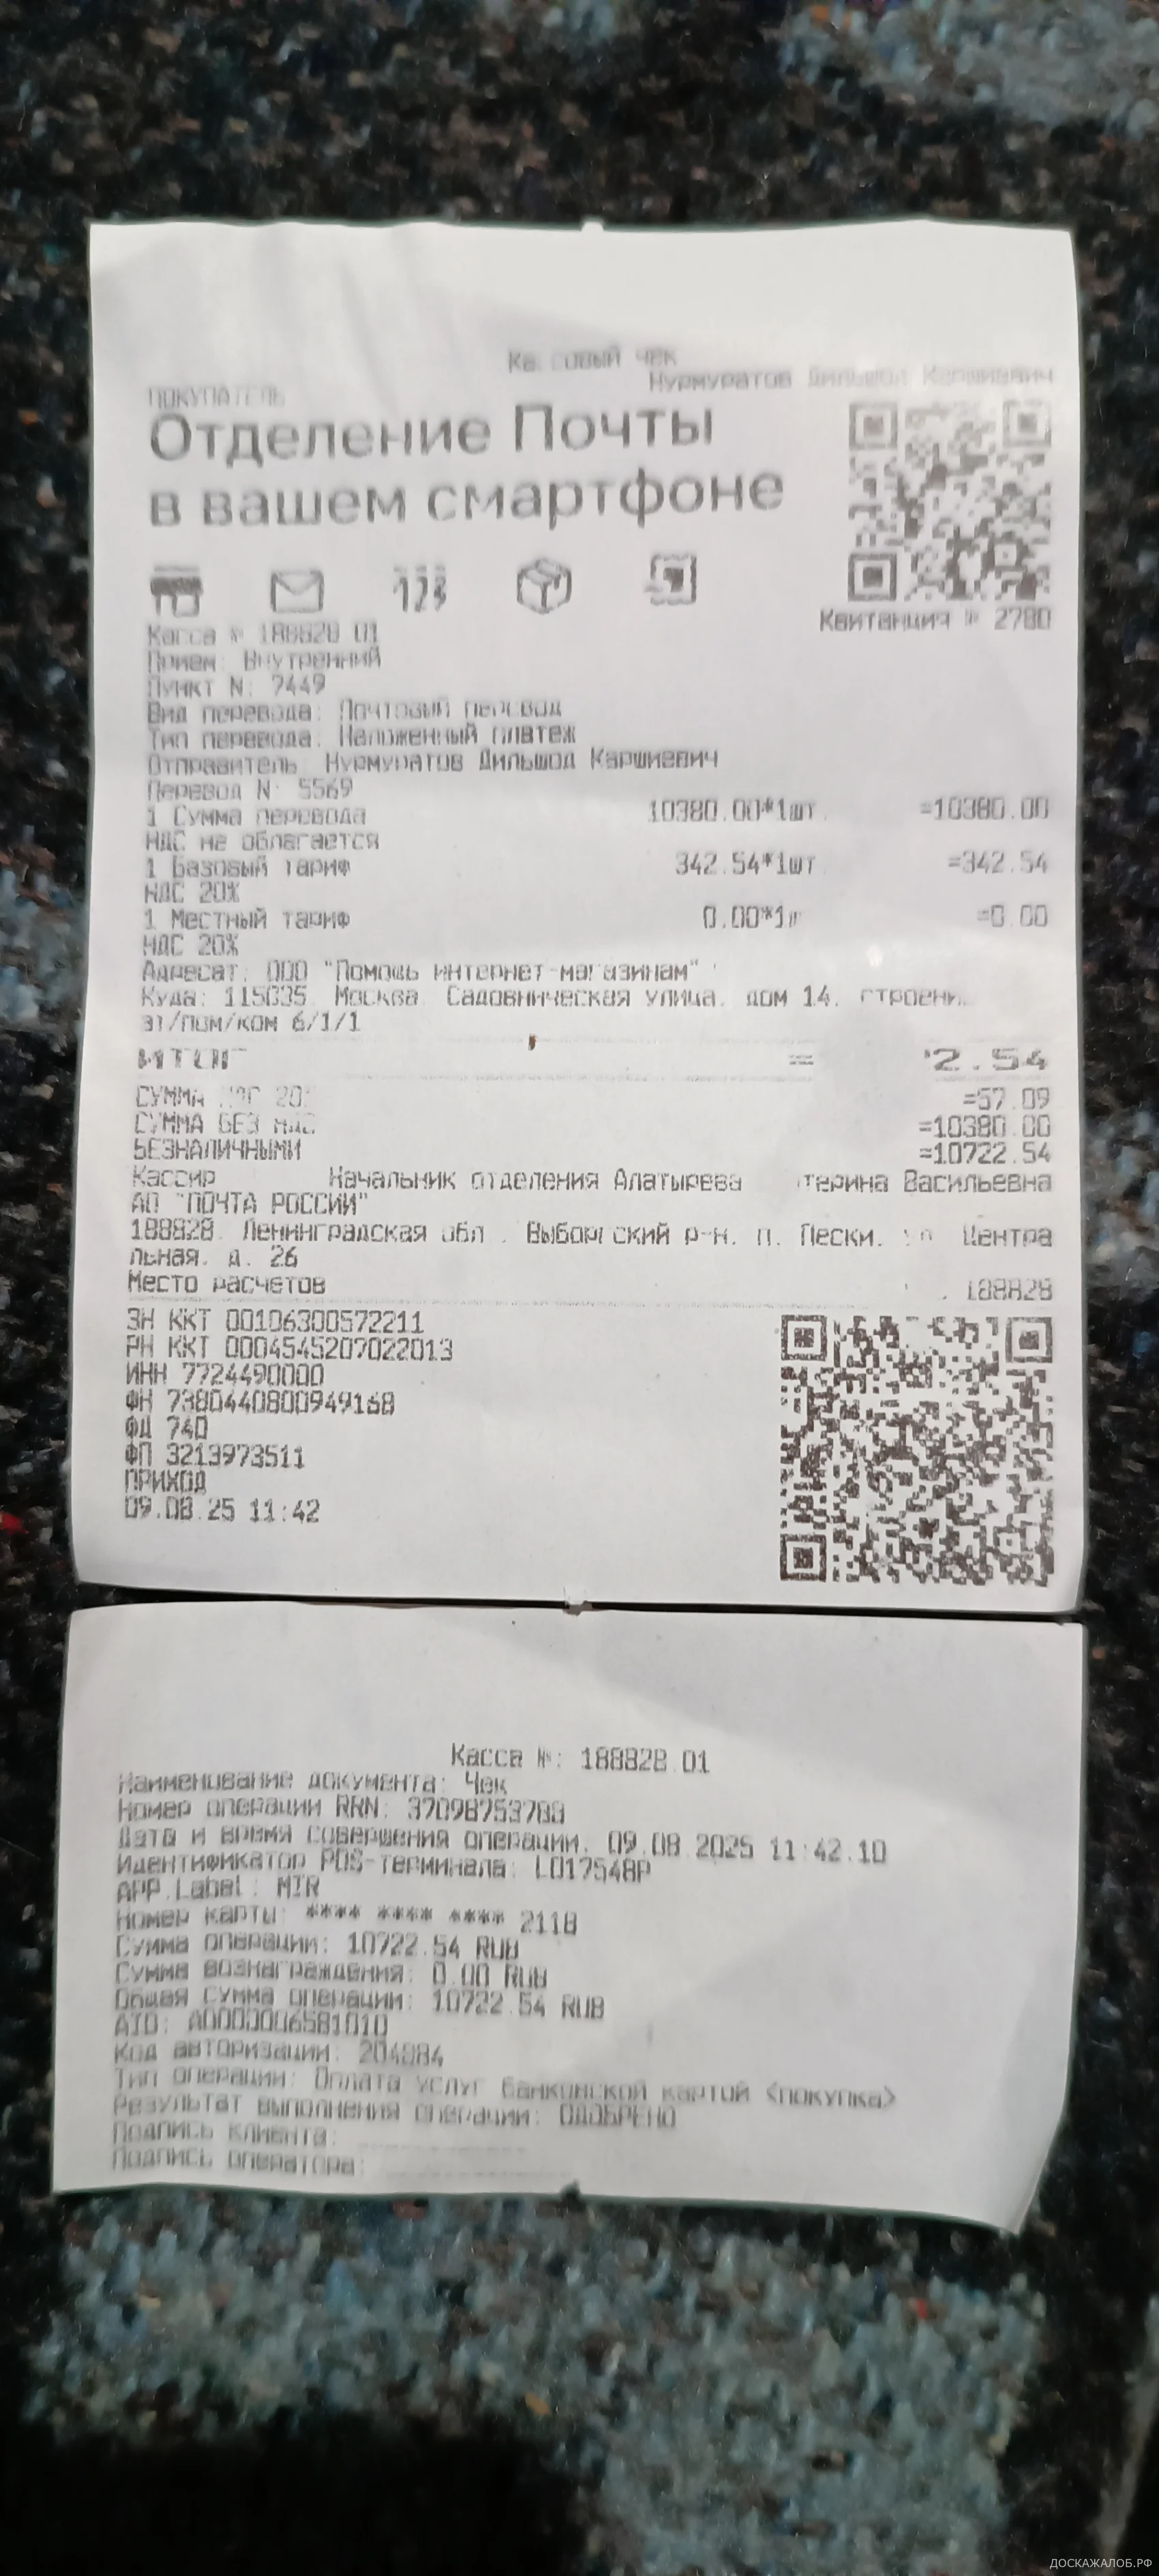 чек
Нурмуратов Дильшод Каршиевич
ПОКУПАТЕЛЬ
Отделение Почты
в вашем смартфоне
123
Квитанция № 2780
Касса № 188828 01
Прием: Внутренний
Пункт N: 7449
Вид перевода: Почтовый перевод
Тип перевода: Наложенный платеж
Отправитель: Нурмуратов Дильшод Каршиевич
Перевод N: 5569
1 Сумма перевода 10380.00*1шт. =10380.00
НДС не облагается
1 Базовый тариф 342.54*1шт =342.54
НДС 20%
1 Местный тариф =0.00
НДС 20%
Адресат: ООО "Помощь интернет-магазинам"
Куда: 115035, Москва, Садовническая улица, дом 14,
эт/пом/ком 6/1/1
ИТОГ = 2.54
СУММА НДС =57.09
СУММА БЕЗ НДС =10380.00
БЕЗНАЛИЧНЫМИ =10722.54
Кассир Начальник отделения Алатырева Васильевна
АО "ПОЧТА РОССИИ"
188828, Ленинградская обл., Выборгский р-н, п. Пески, Центра
льная, д. 26
Место расчетов 188828
ЗН ККТ 00106300572211
РН ККТ 0004545207022013
ИНН 7724490000
ФН 7380440800949168
ФД 740
ФП 3213973511
ПРИХОД
09.08.25 11:42
Касса №: 188828 01
Наименование документа: Чек
Номер операции RRN:
Дата и время совершения операции: 09.08.2025 11:42:10
Идентификатор POS-терминала: L017548P
APP.Label: MIR
Номер карты: **** **** **** 2118
Сумма операции: 10722.54 RUB
Сумма вознаграждения: 0.00 RUB
Общая сумма операции: 10722.54 RUB
AID: A0000006581010
Код авторизации:
Тип операции: Оплата услуг банковской картой <покупка>
Результат выполнения операции: ОДОБРЕНО
Подпись клиента:
Подпись оператора:
ДОСКАЖАЛОБ.РФ